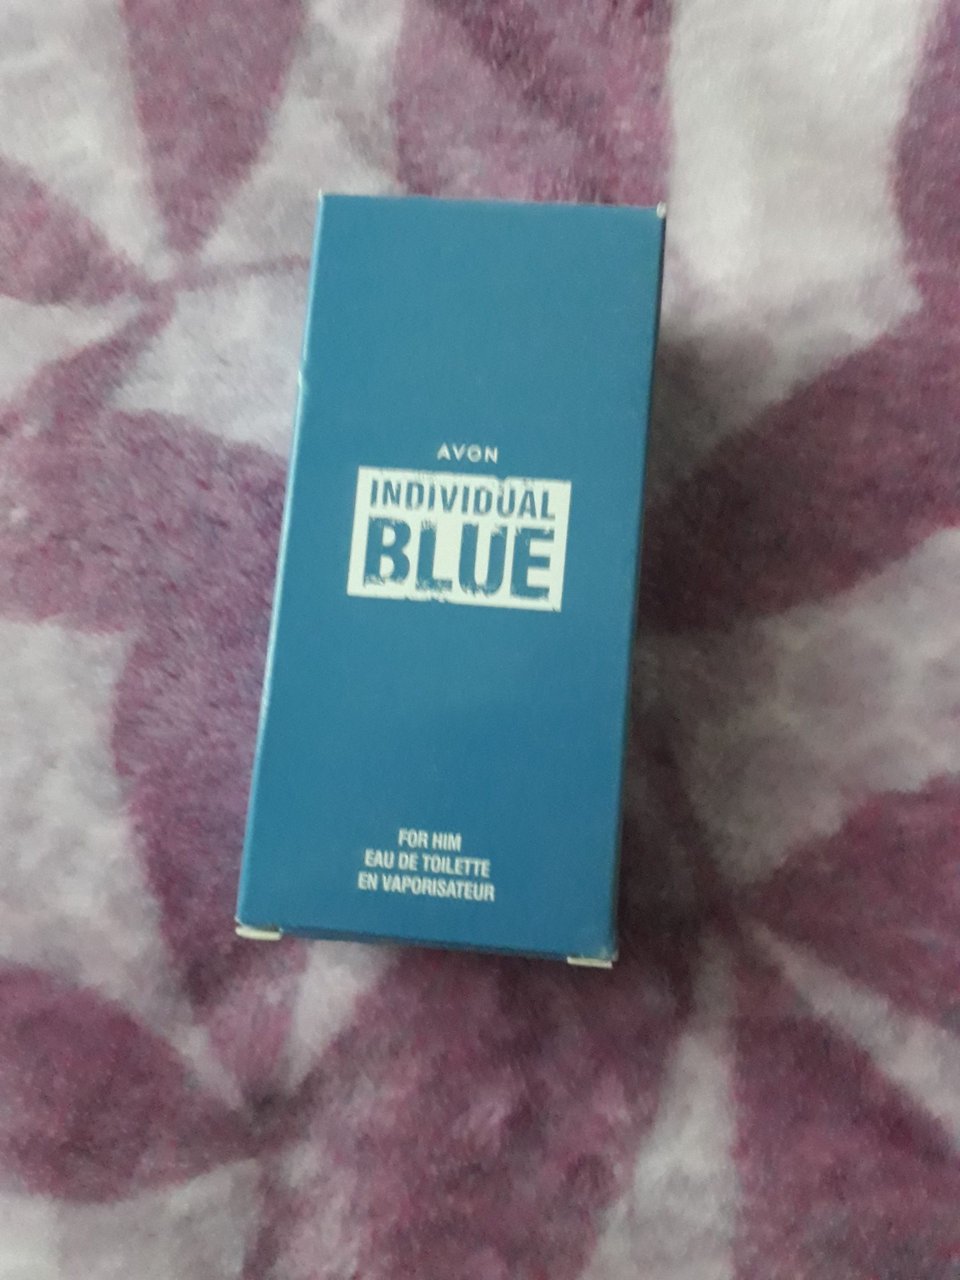 AVON
INDIVIDUAL
BLUE
FOR HIM
EAU DE TOILETTE
EN VAPORISATEUR